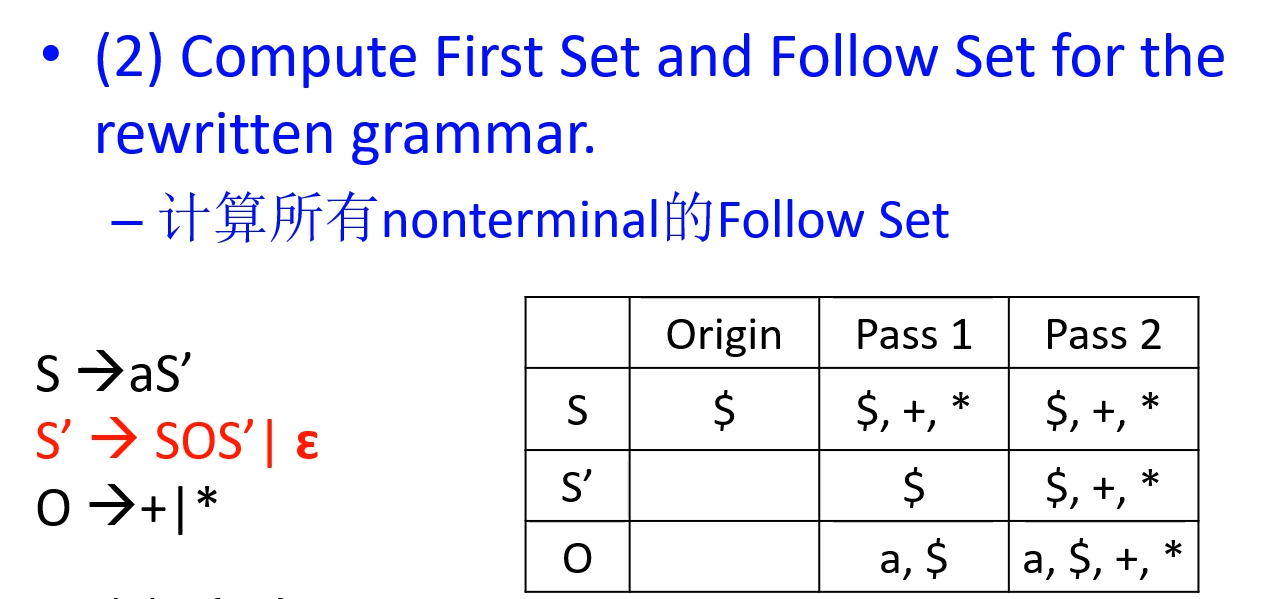 • (2) Compute First Set and Follow Set for the
rewritten grammar.
– 计算所有nonterminal的Follow Set
S →aS’
S’ → SOS’| ε
O →+|*
Origin Pass 1 Pass 2
S $ $, +, * $, +, *
S’ $ $, +, *
O a, $ a, $, +, *